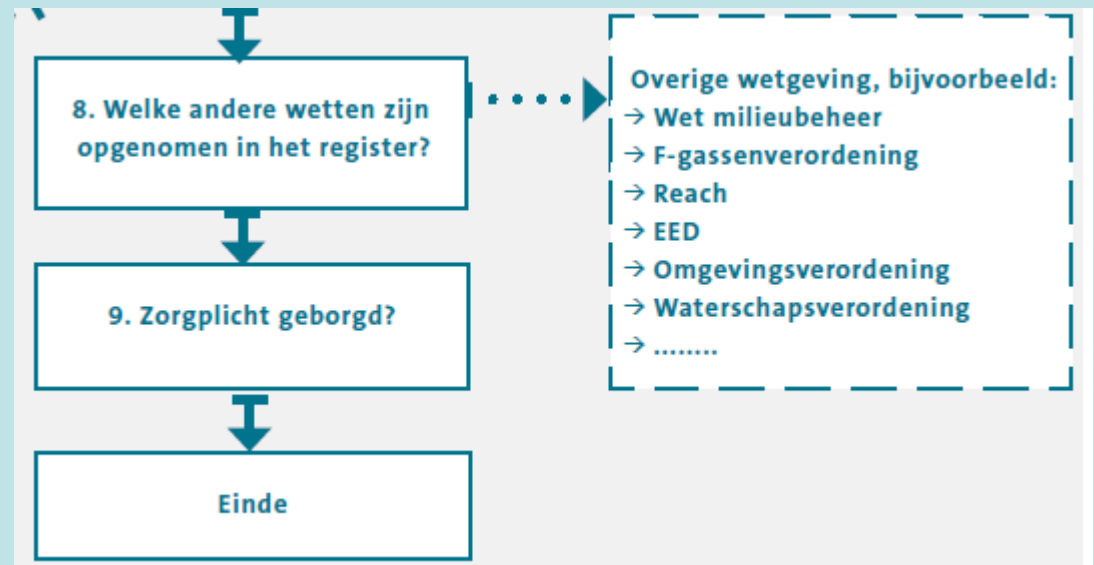 8. Welke andere wetten zijn
opgenomen in het register?
Overige wetgeving, bijvoorbeeld:
→ Wet milieubeheer
→ F-gassenverordening
→ Reach
→ EED
→ Omgevingsverordening
→ Waterschapsverordening
→ ........
9. Zorgplicht geborgd?
Einde